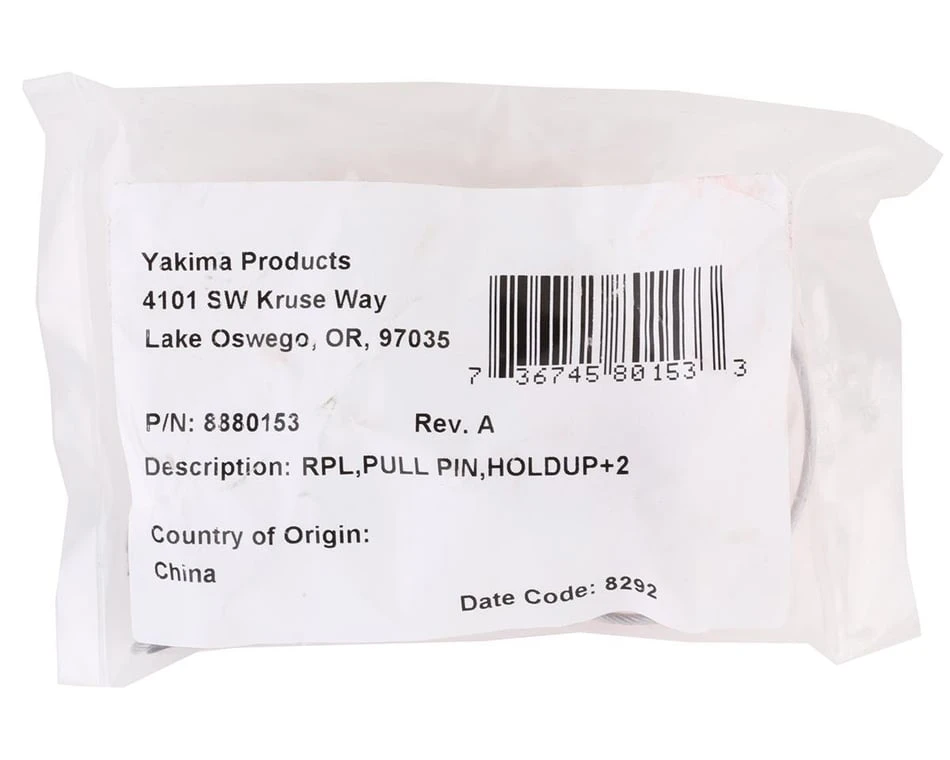 Yakima Products
4101 SW Kruse Way
Lake Oswego, OR, 97035
7 36745 80153 3
P/N: 8880153 Rev. A
Description: RPL,PULL PIN,HOLDUP+2
Country of Origin:
China
Date Code: 8292